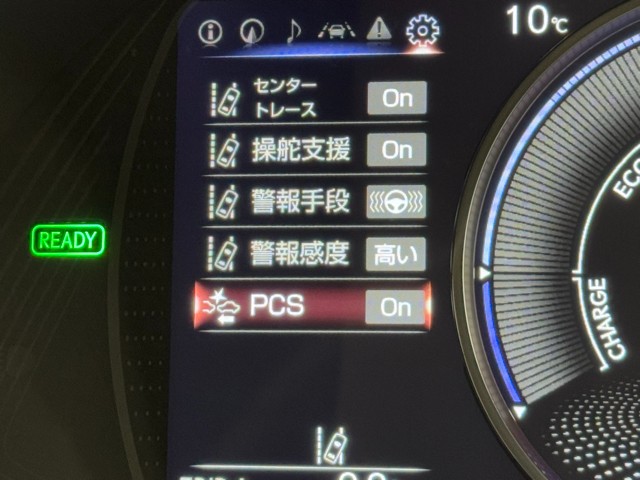 10℃
センター
トレース
On
操舵支援
On
警報手段
警報感度
高い
READY
PCS
On
CHARGE